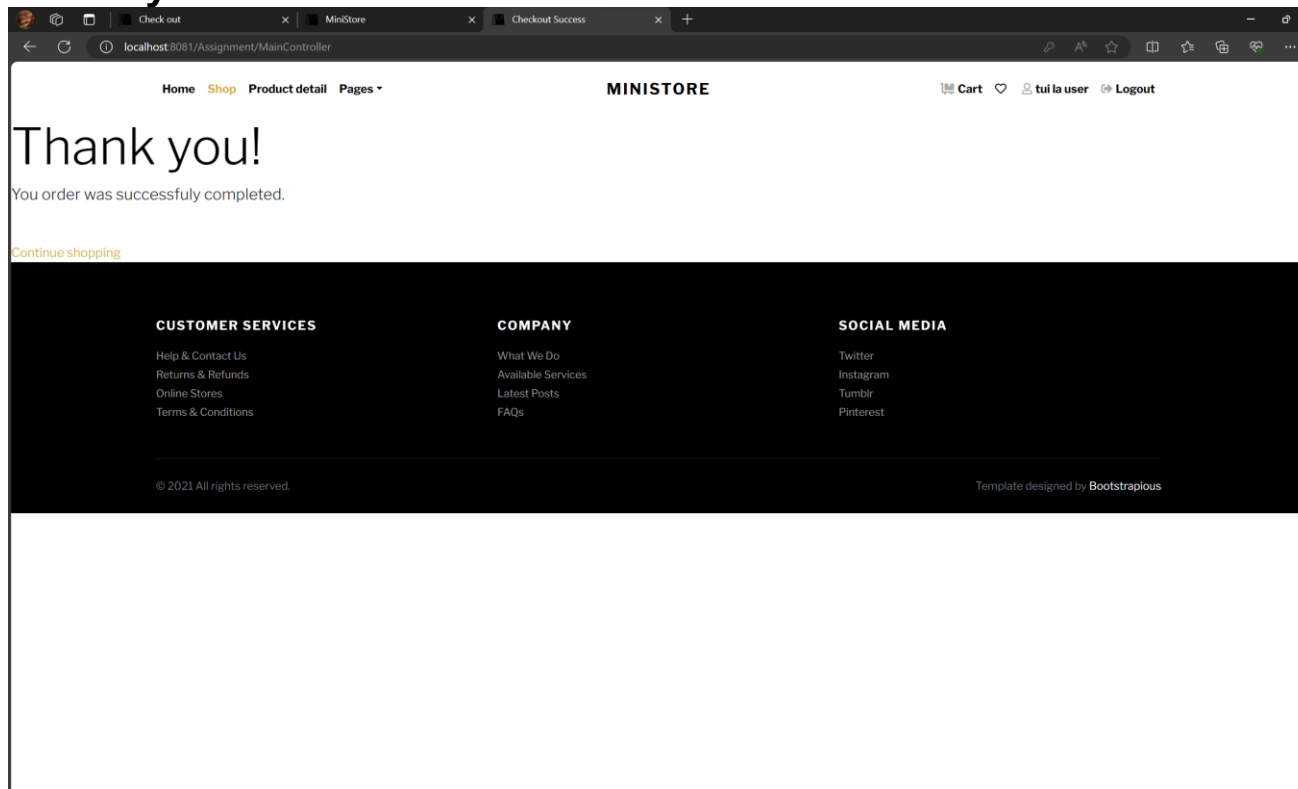 Check out
MiniStore
Checkout Success
localhost:8081/Assignment/MainController
Home Shop Product detail Pages
MINISTORE
Cart tui la user Logout
Thank you!
You order was successfuly completed.
Continue shopping
CUSTOMER SERVICES
Help & Contact Us
Returns & Refunds
Online Stores
Terms & Conditions
COMPANY
What We Do
Available Services
Latest Posts
FAQs
SOCIAL MEDIA
Twitter
Instagram
Tumblr
Pinterest
© 2021 All rights reserved.
Template designed by Bootstrapious